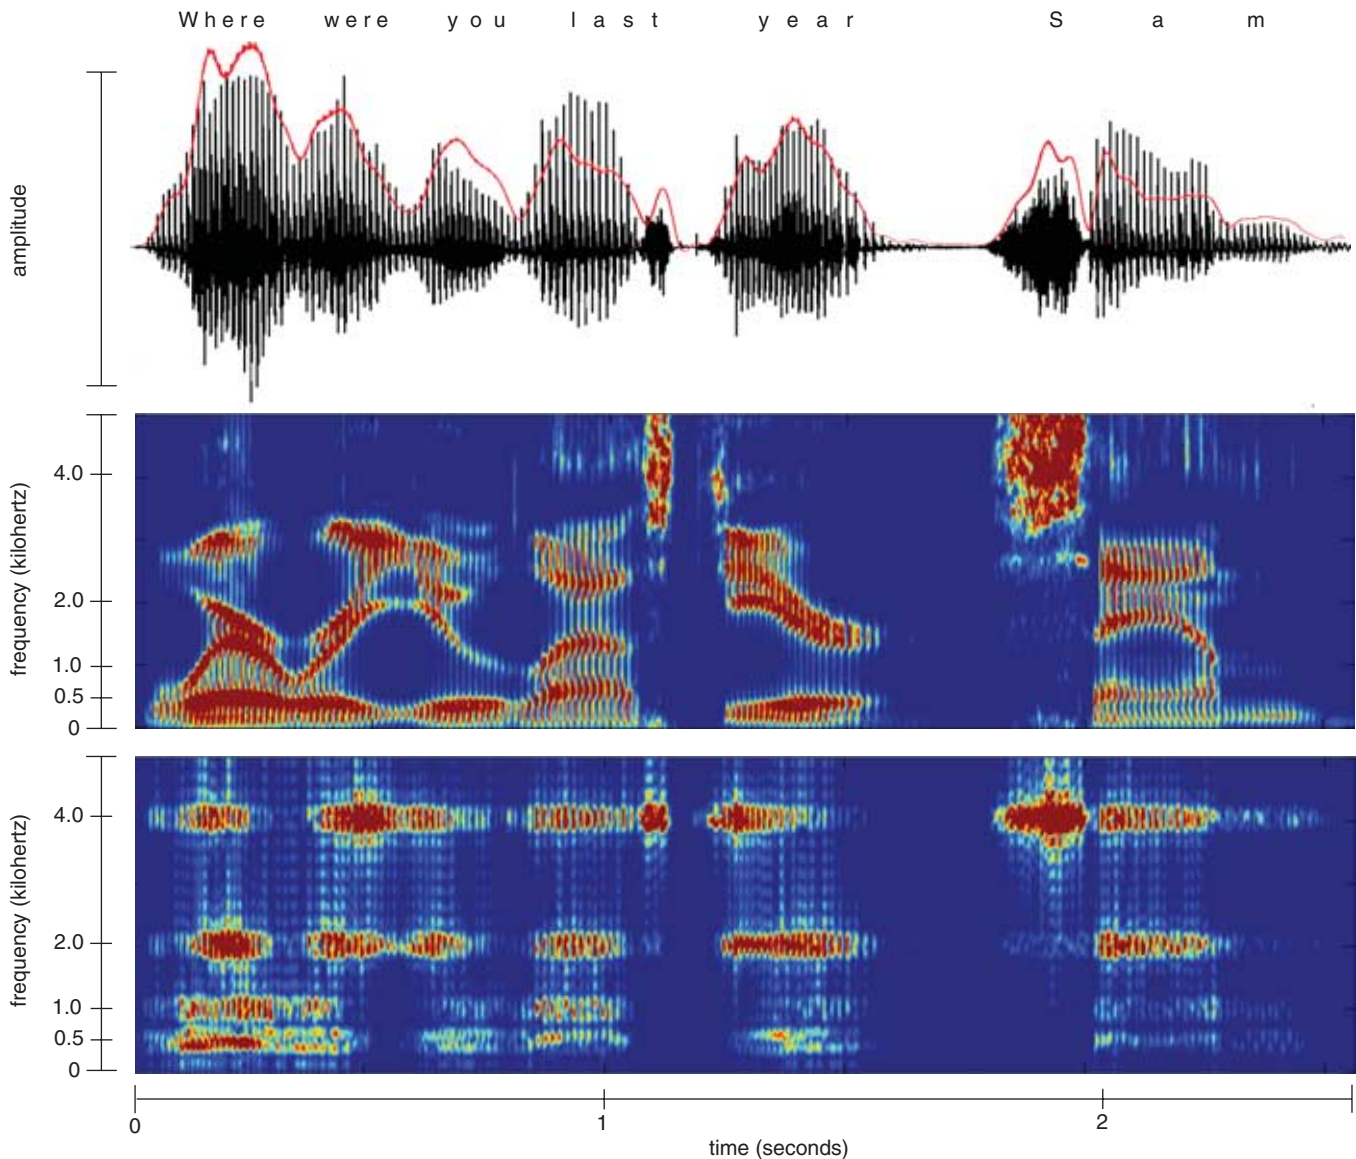 Where were you last year Sam
amplitude
frequency (kilohertz)
4.0
2.0
1.0
0.5
0
frequency (kilohertz)
4.0
2.0
1.0
0.5
0
0 1 2
time (seconds)